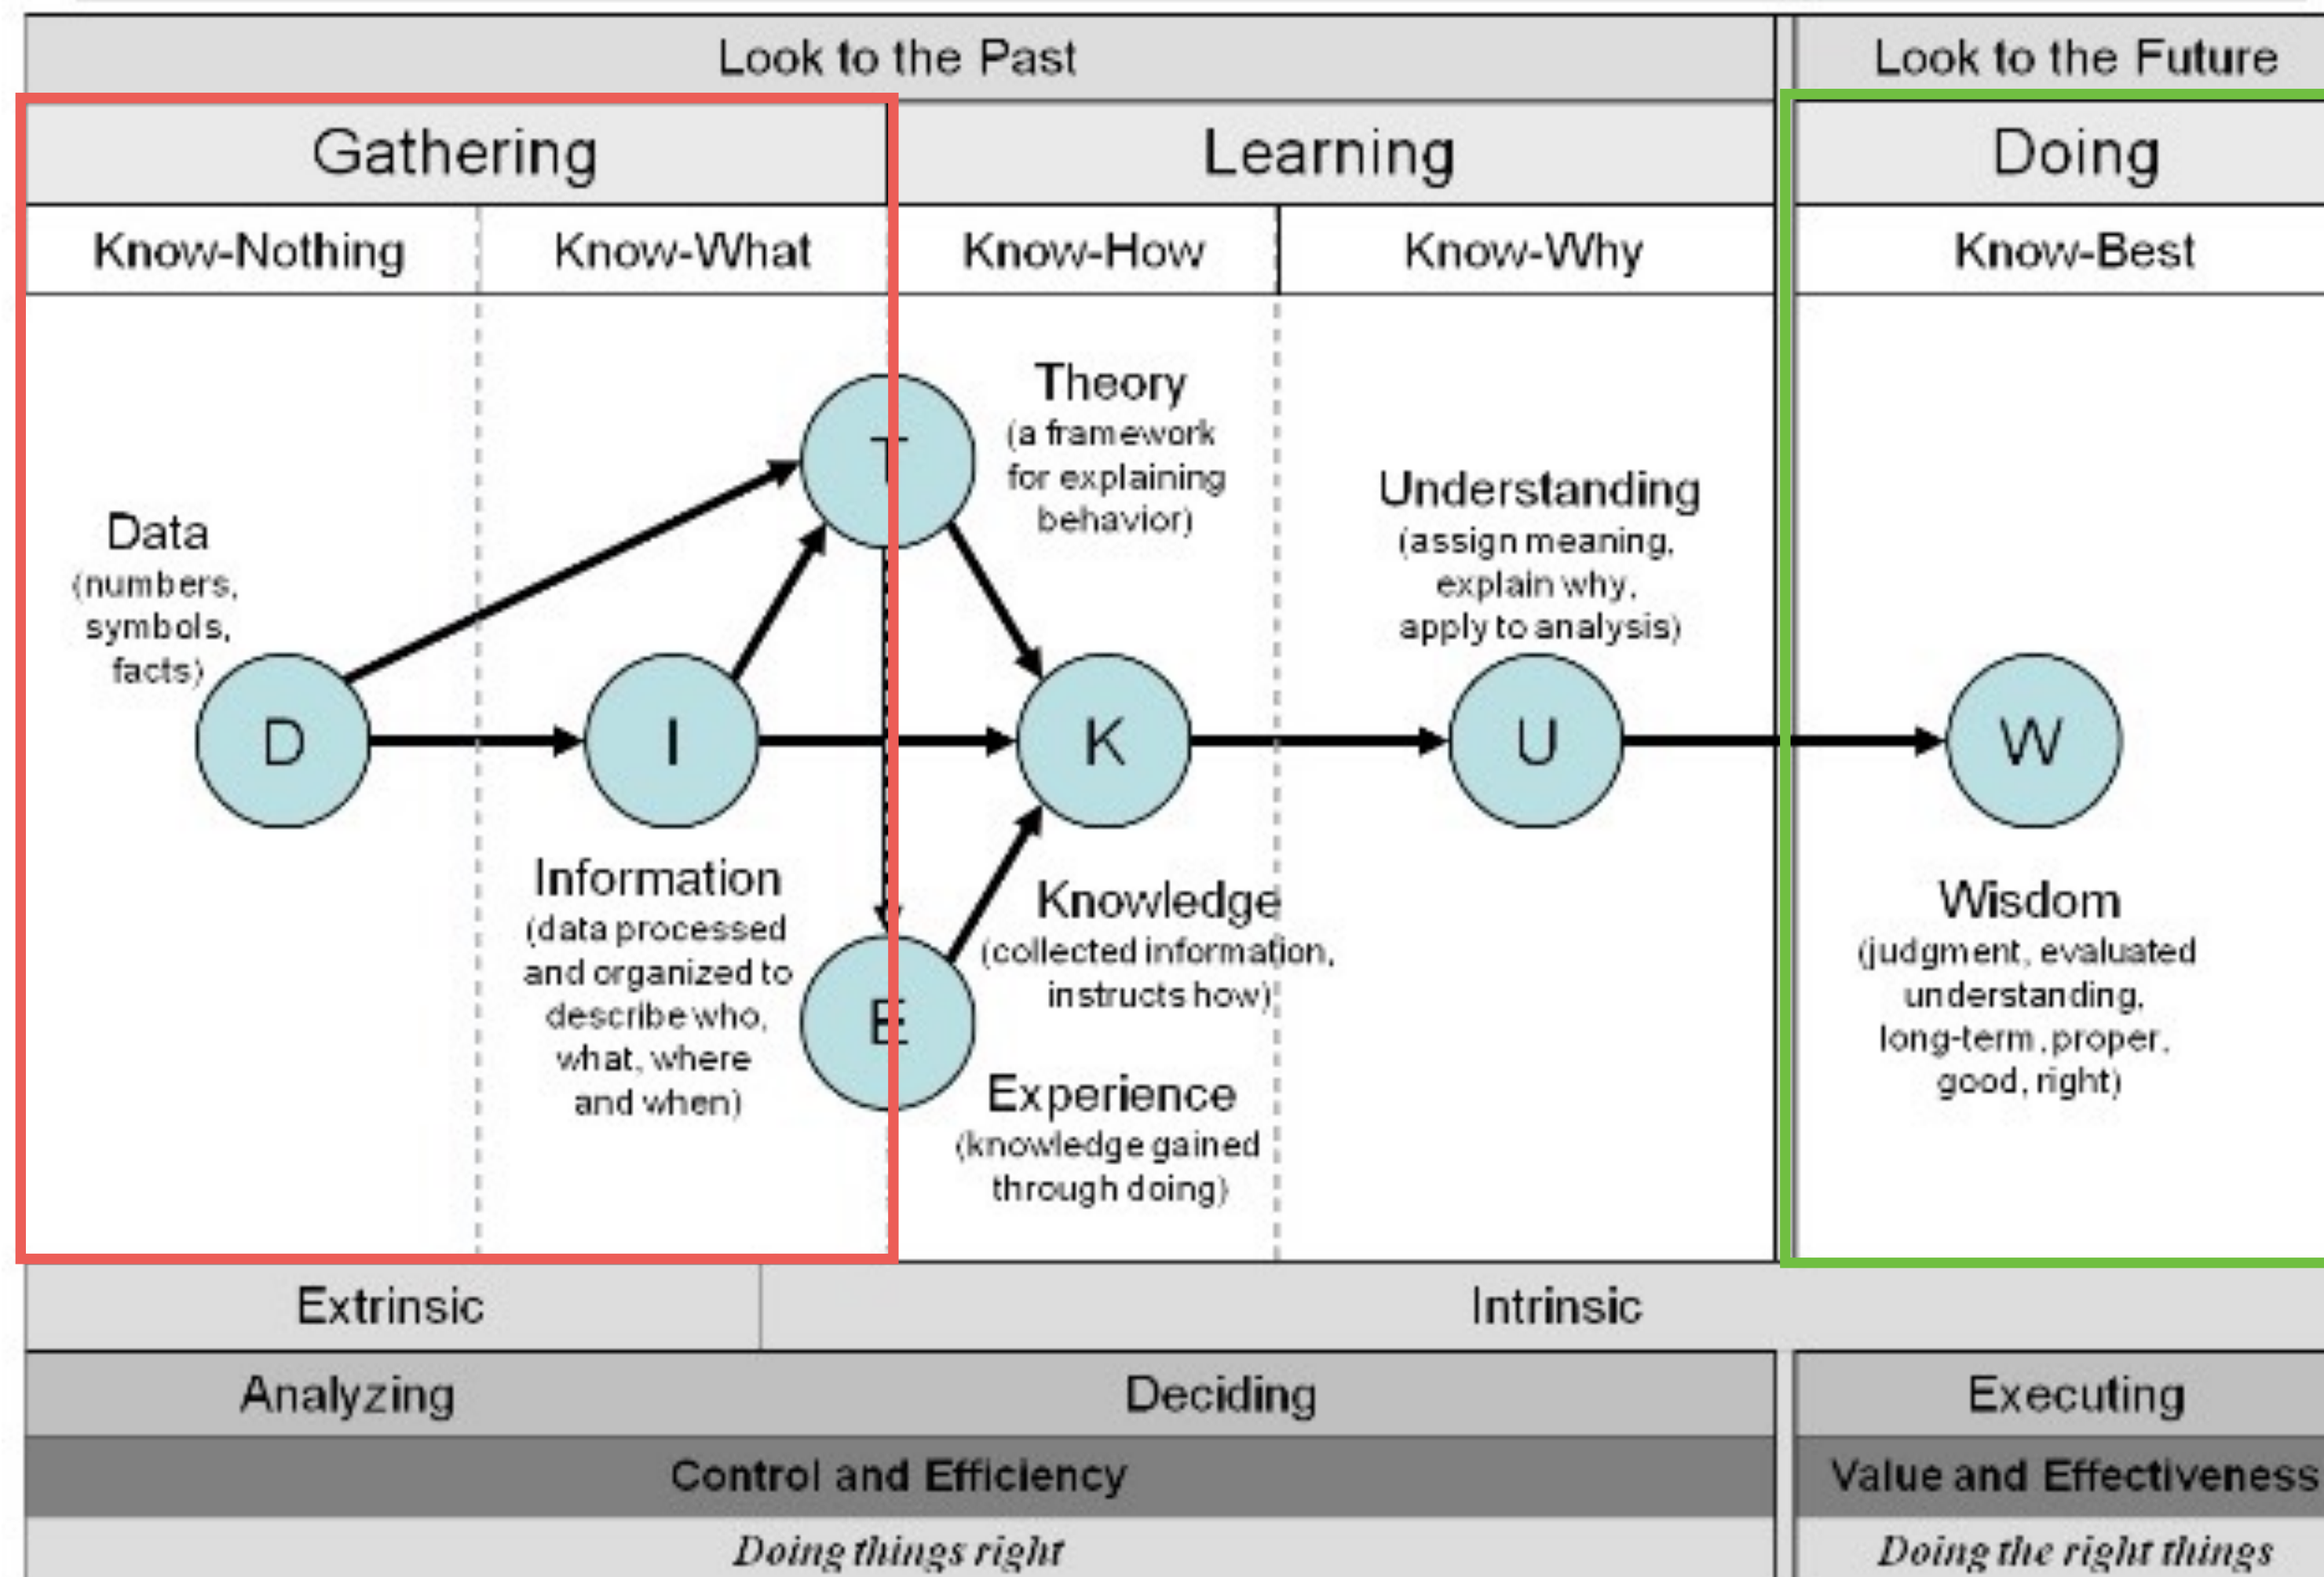 Look to the Past
Look to the Future
Gathering
Learning
Doing
Know-Nothing
Know-What
Know-How
Know-Why
Know-Best
Data
(numbers,
symbols,
facts)
D
I
Information
(data processed
and organized to
describe who,
what, where
and when)
T
Theory
(a framework
for explaining
behavior)
K
Knowledge
(collected information,
instructs how)
E
Experience
(knowledge gained
through doing)
Understanding
(assign meaning,
explain why,
apply to analysis)
U
W
Wisdom
(judgment, evaluated
understanding,
long-term, proper,
good, right)
Extrinsic
Intrinsic
Analyzing
Deciding
Executing
Control and Efficiency
Value and Effectiveness
Doing things right
Doing the right things